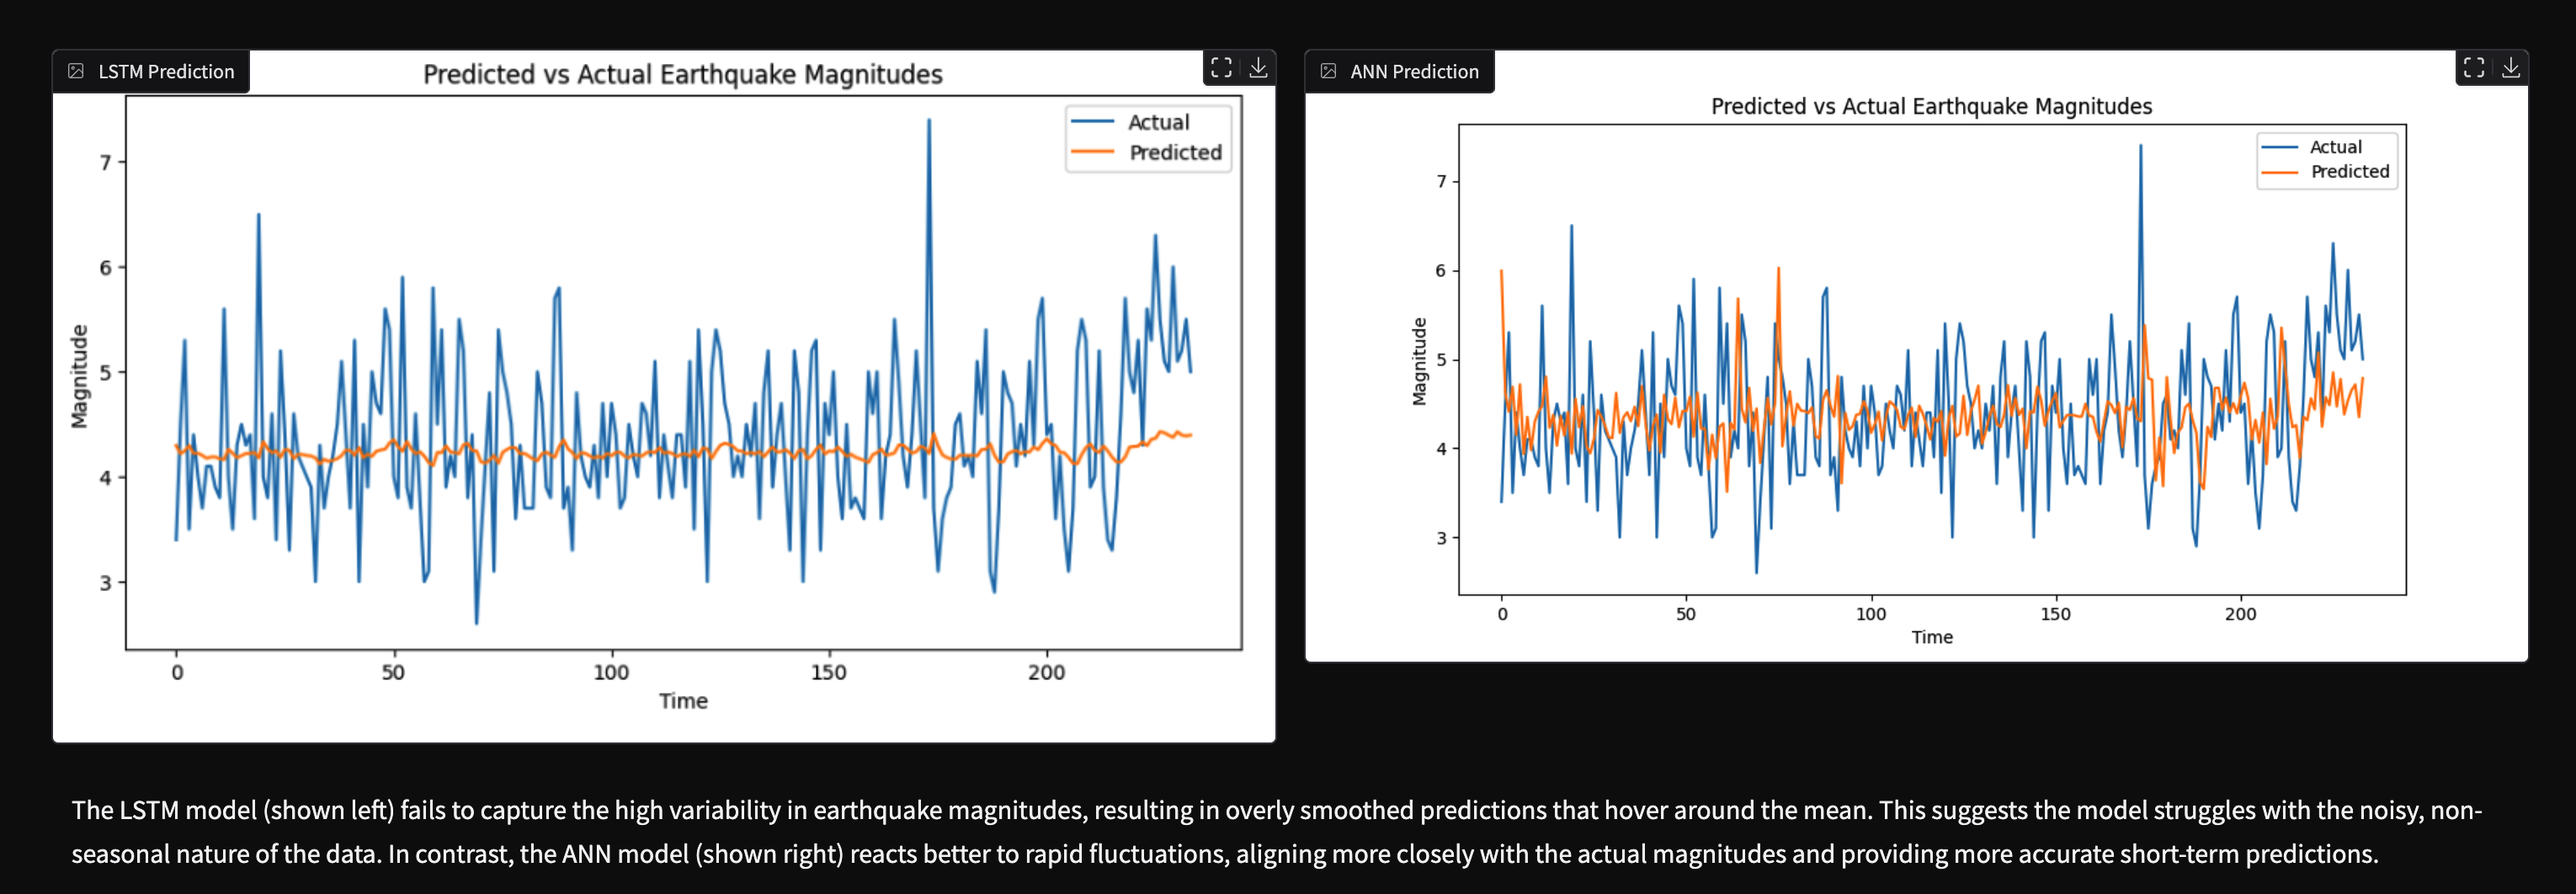 LSTM Prediction
Predicted vs Actual Earthquake Magnitudes
Actual
Predicted
7
6
5
4
3
Magnitude
0 50 100 150 200
Time
ANN Prediction
Predicted vs Actual Earthquake Magnitudes
Actual
Predicted
7
6
5
4
3
Magnitude
0 50 100 150 200
Time
The LSTM model (shown left) fails to capture the high variability in earthquake magnitudes, resulting in overly smoothed predictions that hover around the mean. This suggests the model struggles with the noisy, non-
seasonal nature of the data. In contrast, the ANN model (shown right) reacts better to rapid fluctuations, aligning more closely with the actual magnitudes and providing more accurate short-term predictions.